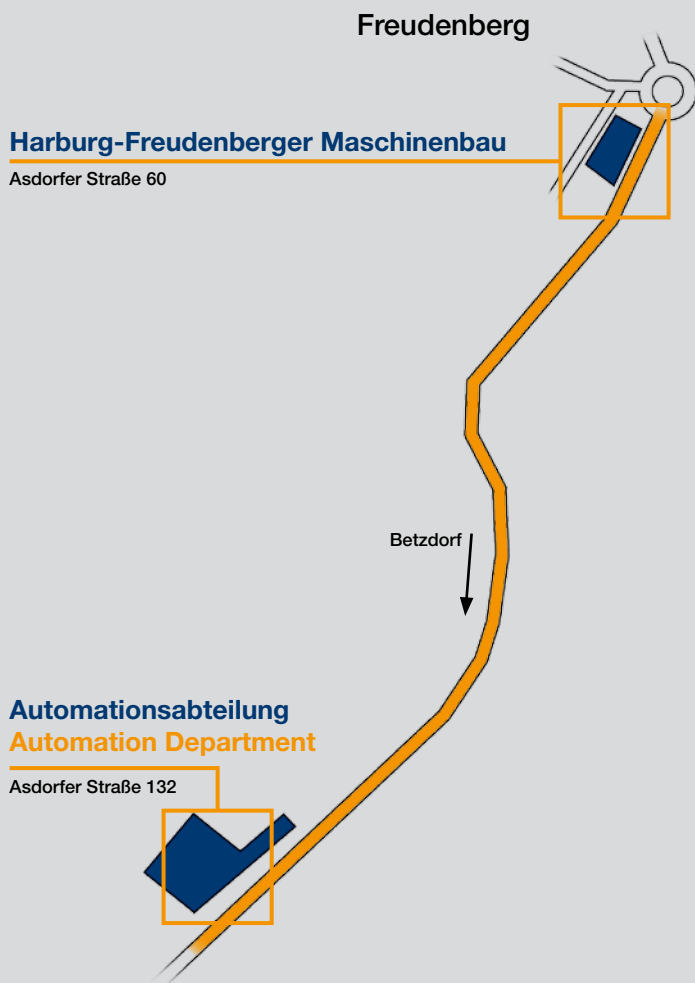 Freudenberg
Harburg-Freudenberger Maschinenbau
Asdorfer Straße 60
Betzdorf
Automationsabteilung
Automation Department
Asdorfer Straße 132